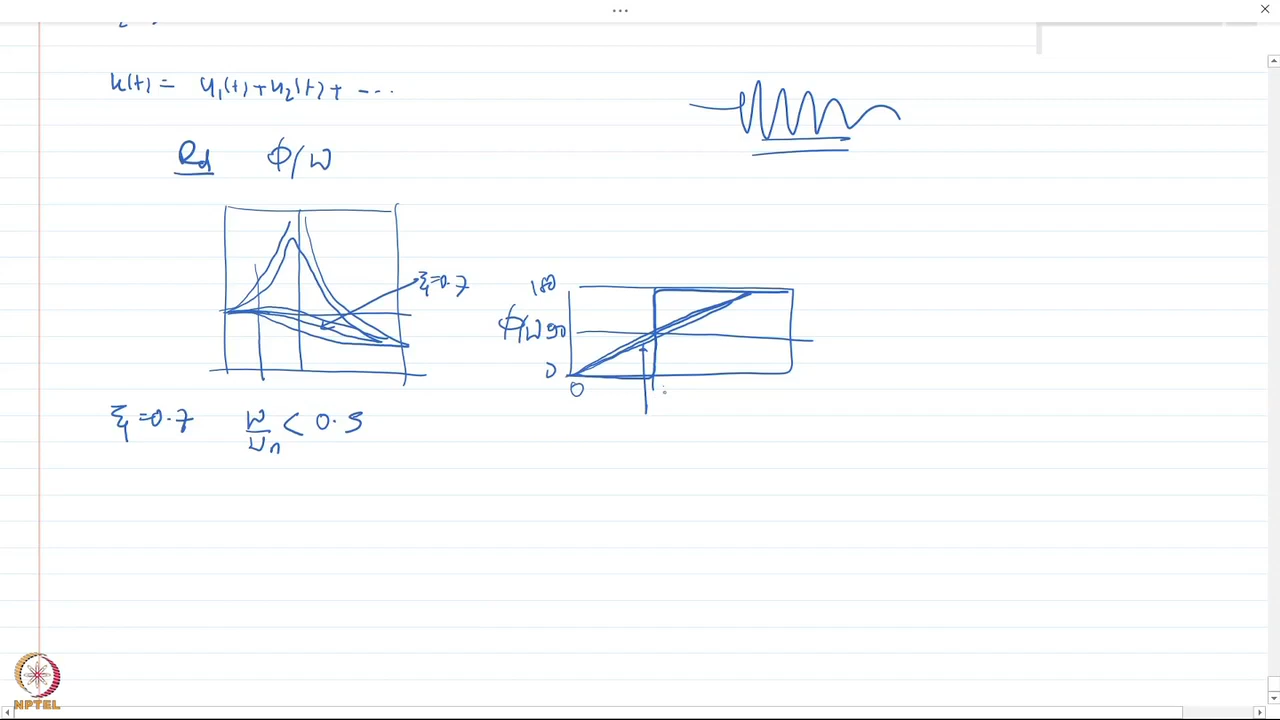 u(t) = u₁(t) + u₂(t) + ...
Rd φ/ω
ξ=0.7
180
φ/ω 90
0
0
ξ=0.7 ω/ωn < 0.5
NPTEL